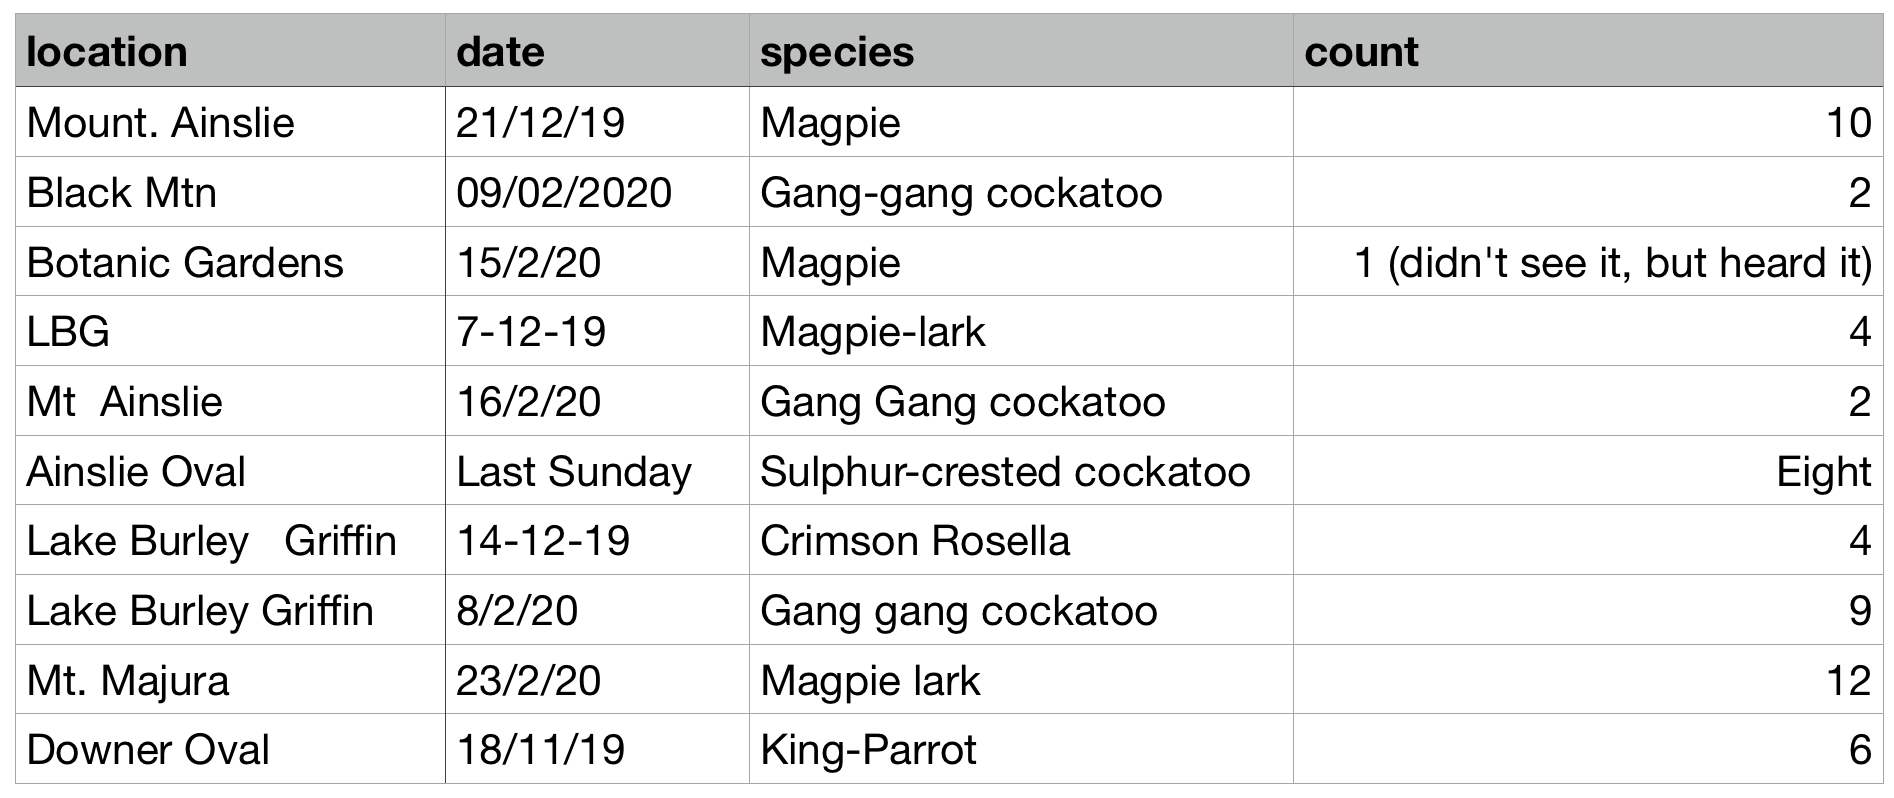 location date species count
Mount. Ainslie 21/12/19 Magpie 10
Black Mtn 09/02/2020 Gang-gang cockatoo 2
Botanic Gardens 15/2/20 Magpie 1 (didn't see it, but heard it)
LBG 7-12-19 Magpie-lark 4
Mt  Ainslie 16/2/20 Gang Gang cockatoo 2
Ainslie Oval Last Sunday Sulphur-crested cockatoo Eight
Lake Burley   Griffin 14-12-19 Crimson Rosella 4
Lake Burley Griffin 8/2/20 Gang gang cockatoo 9
Mt. Majura 23/2/20 Magpie lark 12
Downer Oval 18/11/19 King-Parrot 6